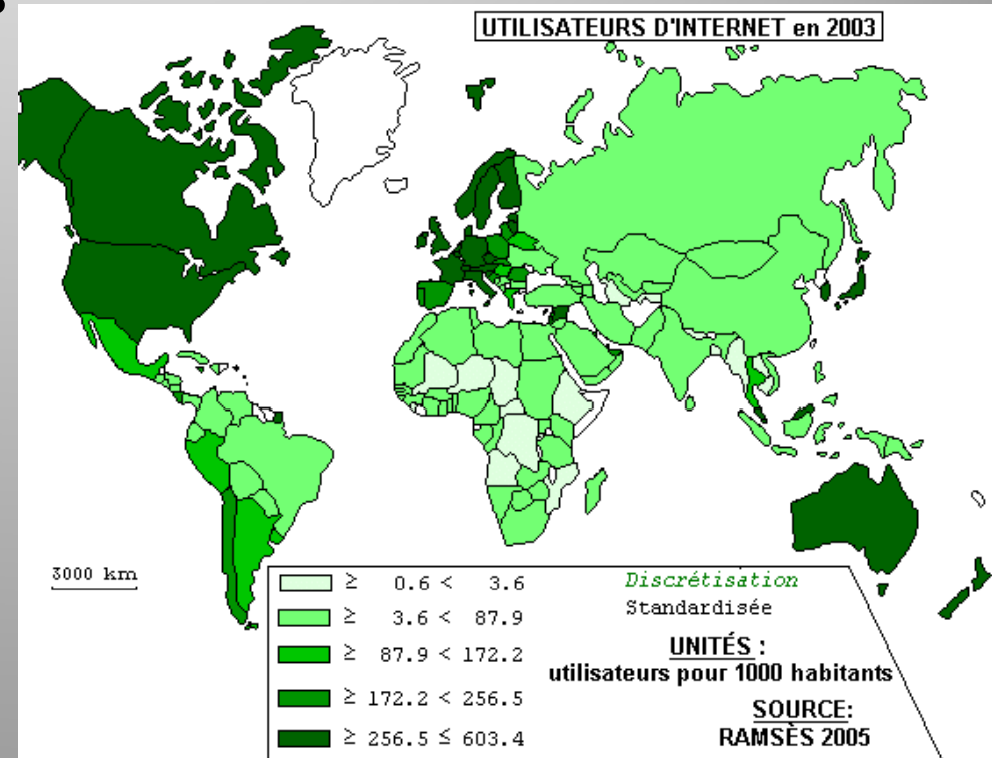 UTILISATEURS D'INTERNET en 2003
3000 km
≥ 0.6 < 3.6
≥ 3.6 < 87.9
≥ 87.9 < 172.2
≥ 172.2 < 256.5
≥ 256.5 ≤ 603.4
Discrétisation
Standardisée
UNITÉS :
utilisateurs pour 1000 habitants
SOURCE:
RAMSÈS 2005